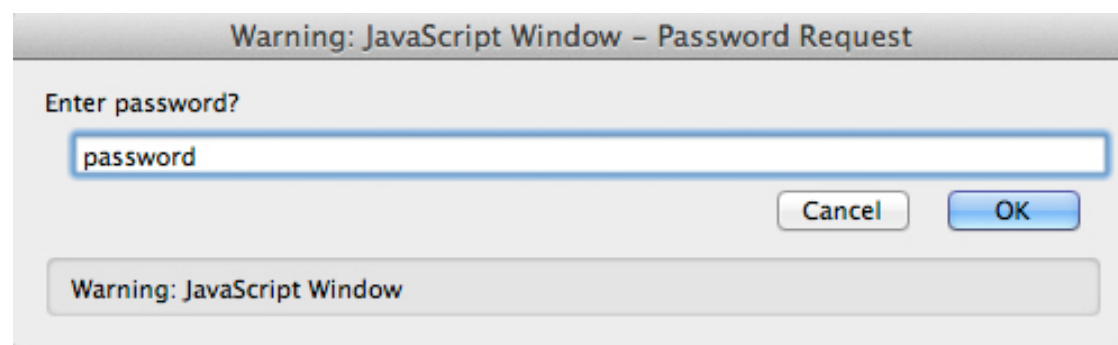 Warning: JavaScript Window – Password Request
Enter password?
password
Cancel OK
Warning: JavaScript Window